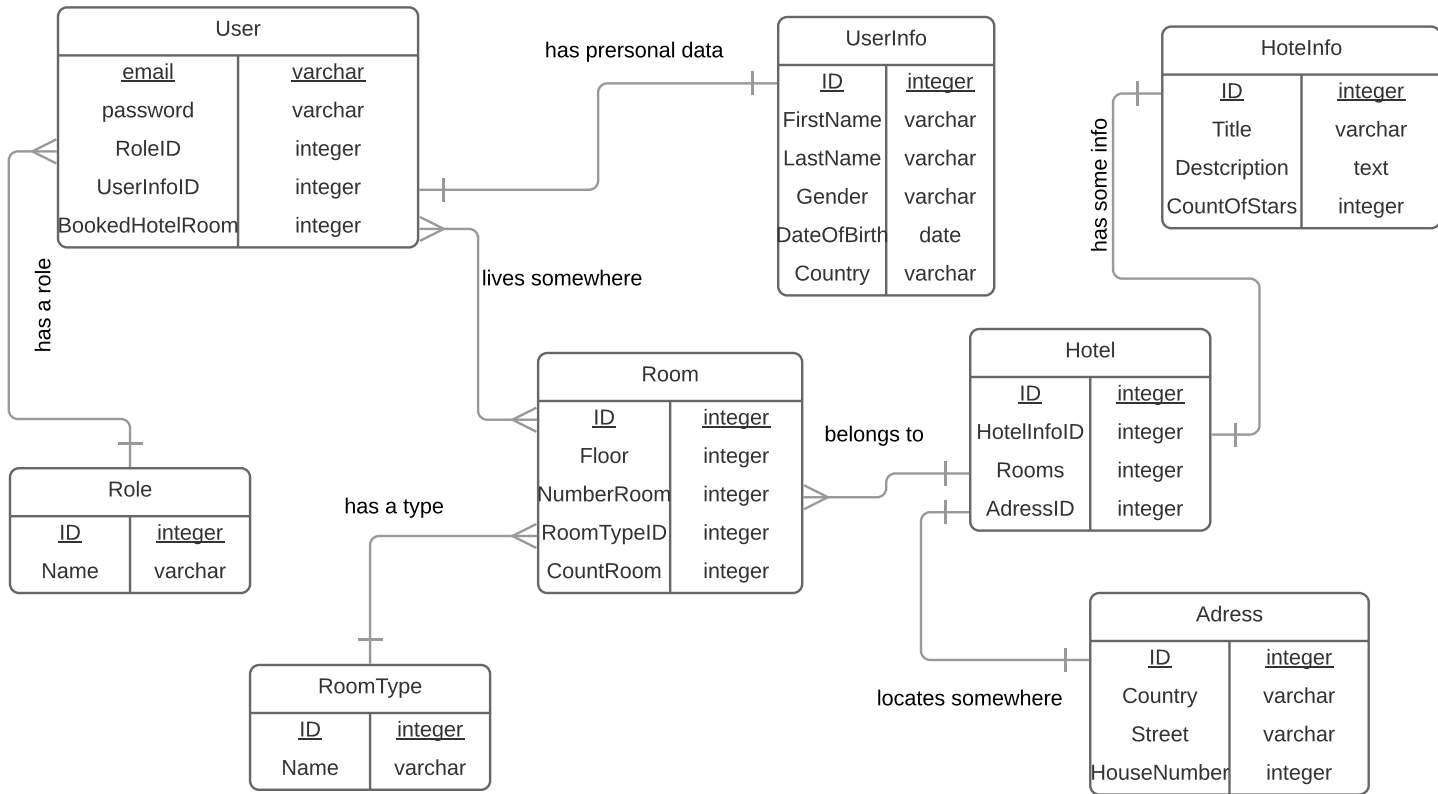 User
email varchar
password varchar
RoleID integer
UserInfoID integer
BookedHotelRoom integer
has prersonal data
UserInfo
ID integer
FirstName varchar
LastName varchar
Gender varchar
DateOfBirth date
Country varchar
HoteInfo
ID integer
Title varchar
Destcription text
CountOfStars integer
has some info
has a role
lives somewhere
Room
ID integer
Floor integer
NumberRoom integer
RoomTypeID integer
CountRoom integer
belongs to
Hotel
ID integer
HotelInfoID integer
Rooms integer
AdressID integer
Role
ID integer
Name varchar
has a type
RoomType
ID integer
Name varchar
locates somewhere
Adress
ID integer
Country varchar
Street varchar
HouseNumber integer